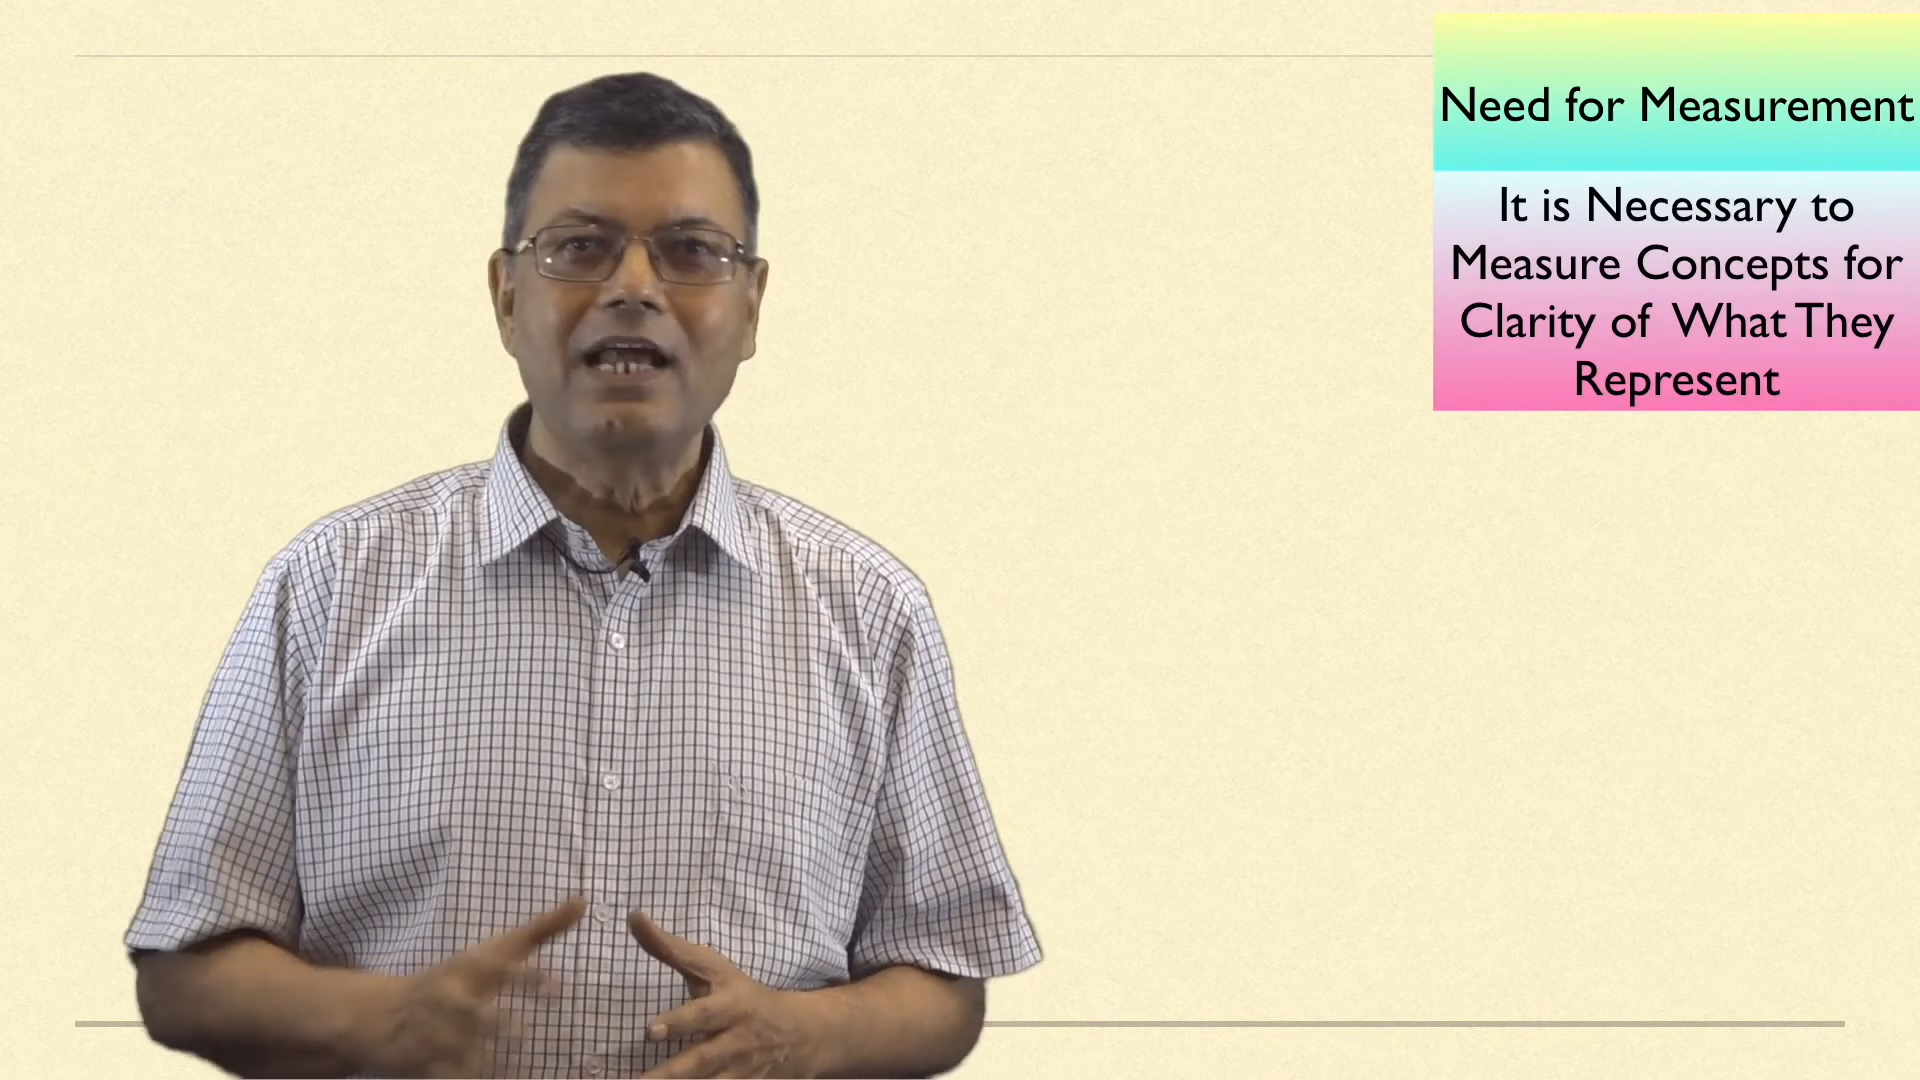 Need for Measurement
It is Necessary to
Measure Concepts for
Clarity of What They
Represent